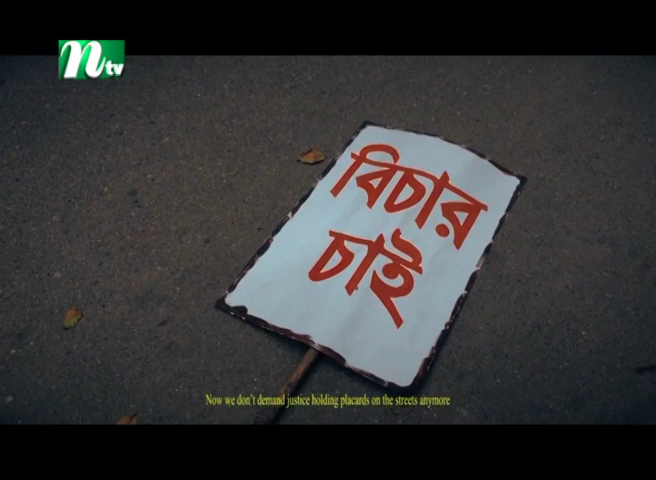 ntv
বিচার
চাই
Now we don't demand justice holding placards on the streets anymore